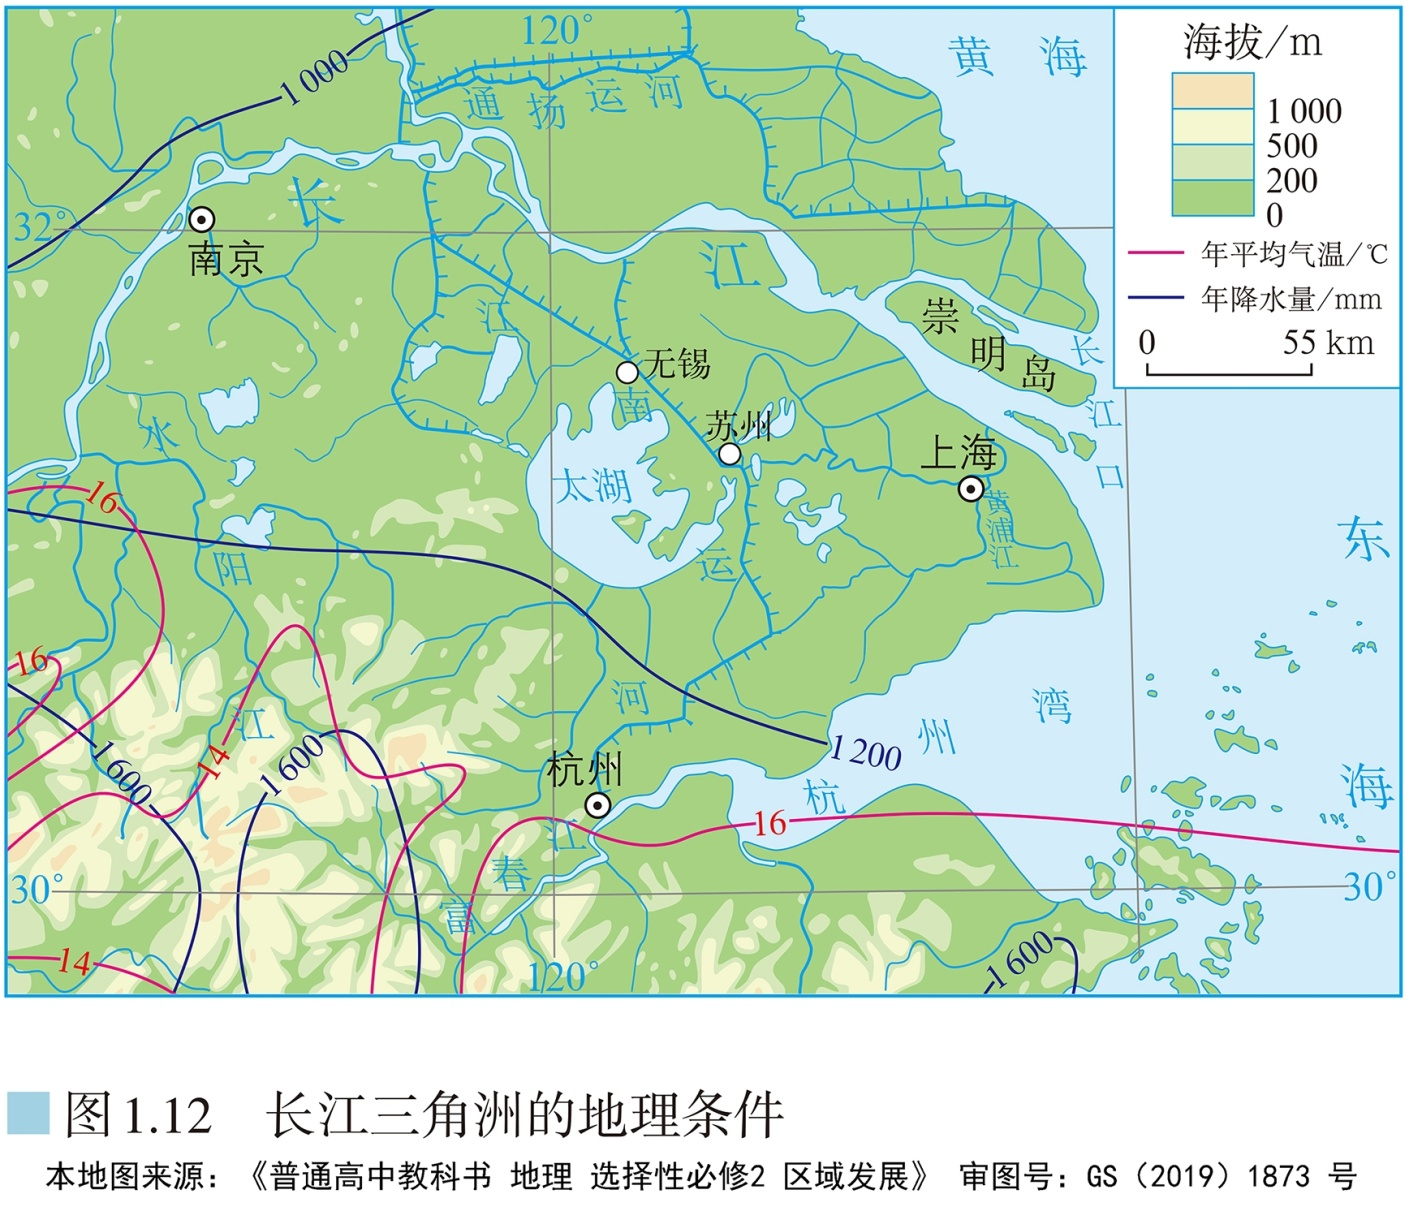 120°
黄 海
海拔/m
1 000
500
200
0
年平均气温/℃
年降水量/mm
0 55 km
1 000
通扬运河
32°
长
江
南京
崇明岛
长江口
江
无锡
南
苏州
上海
水
太湖
16
黄浦江
东
阳
运
16
河
江
州
湾
14
1 600
1 600
杭州
1 200
杭
海
江
16
春
30°
30°
富
14
120°
1 600
图 1.12 长江三角洲的地理条件
本地图来源：《普通高中教科书 地理 选择性必修2 区域发展》 审图号：GS（2019）1873 号